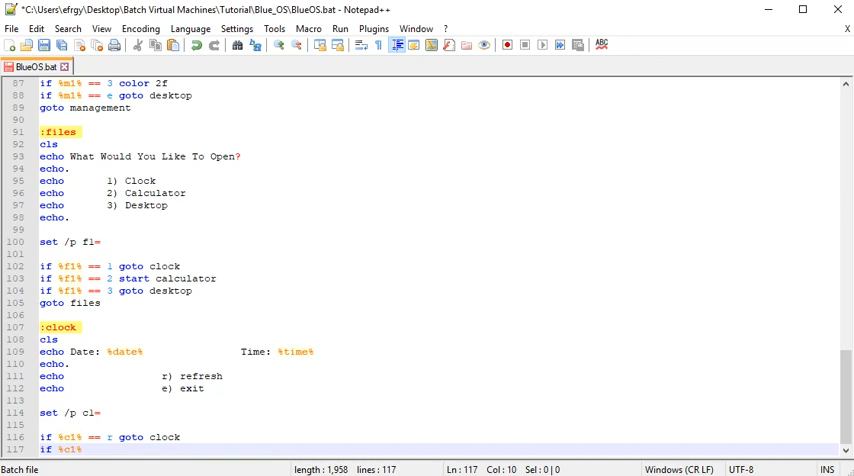 *C:\Users\efrgy\Desktop\Batch Virtual Machines\Tutorial\Blue_OS\BlueOS.bat - Notepad++
File Edit Search View Encoding Language Settings Tools Macro Run Plugins Window ? X
BlueOS.bat
87 if %m1% == 3 color 2f
88 if %m1% == e goto desktop
89 goto management
90
91 :files
92 cls
93 echo What Would You Like To Open?
94 echo.
95 echo 1) Clock
96 echo 2) Calculator
97 echo 3) Desktop
98 echo.
99
100 set /p f1=
101
102 if %f1% == 1 goto clock
103 if %f1% == 2 start calculator
104 if %f1% == 3 goto desktop
105 goto files
106
107 :clock
108 cls
109 echo Date: %date% Time: %time%
110 echo.
111 echo r) refresh
112 echo e) exit
113
114 set /p c1=
115
116 if %c1% == r goto clock
117 if %c1%
Batch file length : 1,958 lines : 117 Ln : 117 Col : 10 Sel : 0 | 0 Windows (CR LF) UTF-8 INS